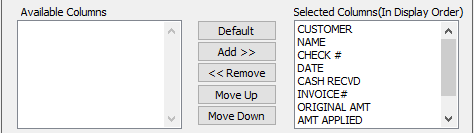 Available Columns
Selected Columns(In Display Order)
Default
Add >>
<< Remove
Move Up
Move Down
CUSTOMER
NAME
CHECK #
DATE
CASH RECVD
INVOICE#
ORIGINAL AMT
AMT APPLIED